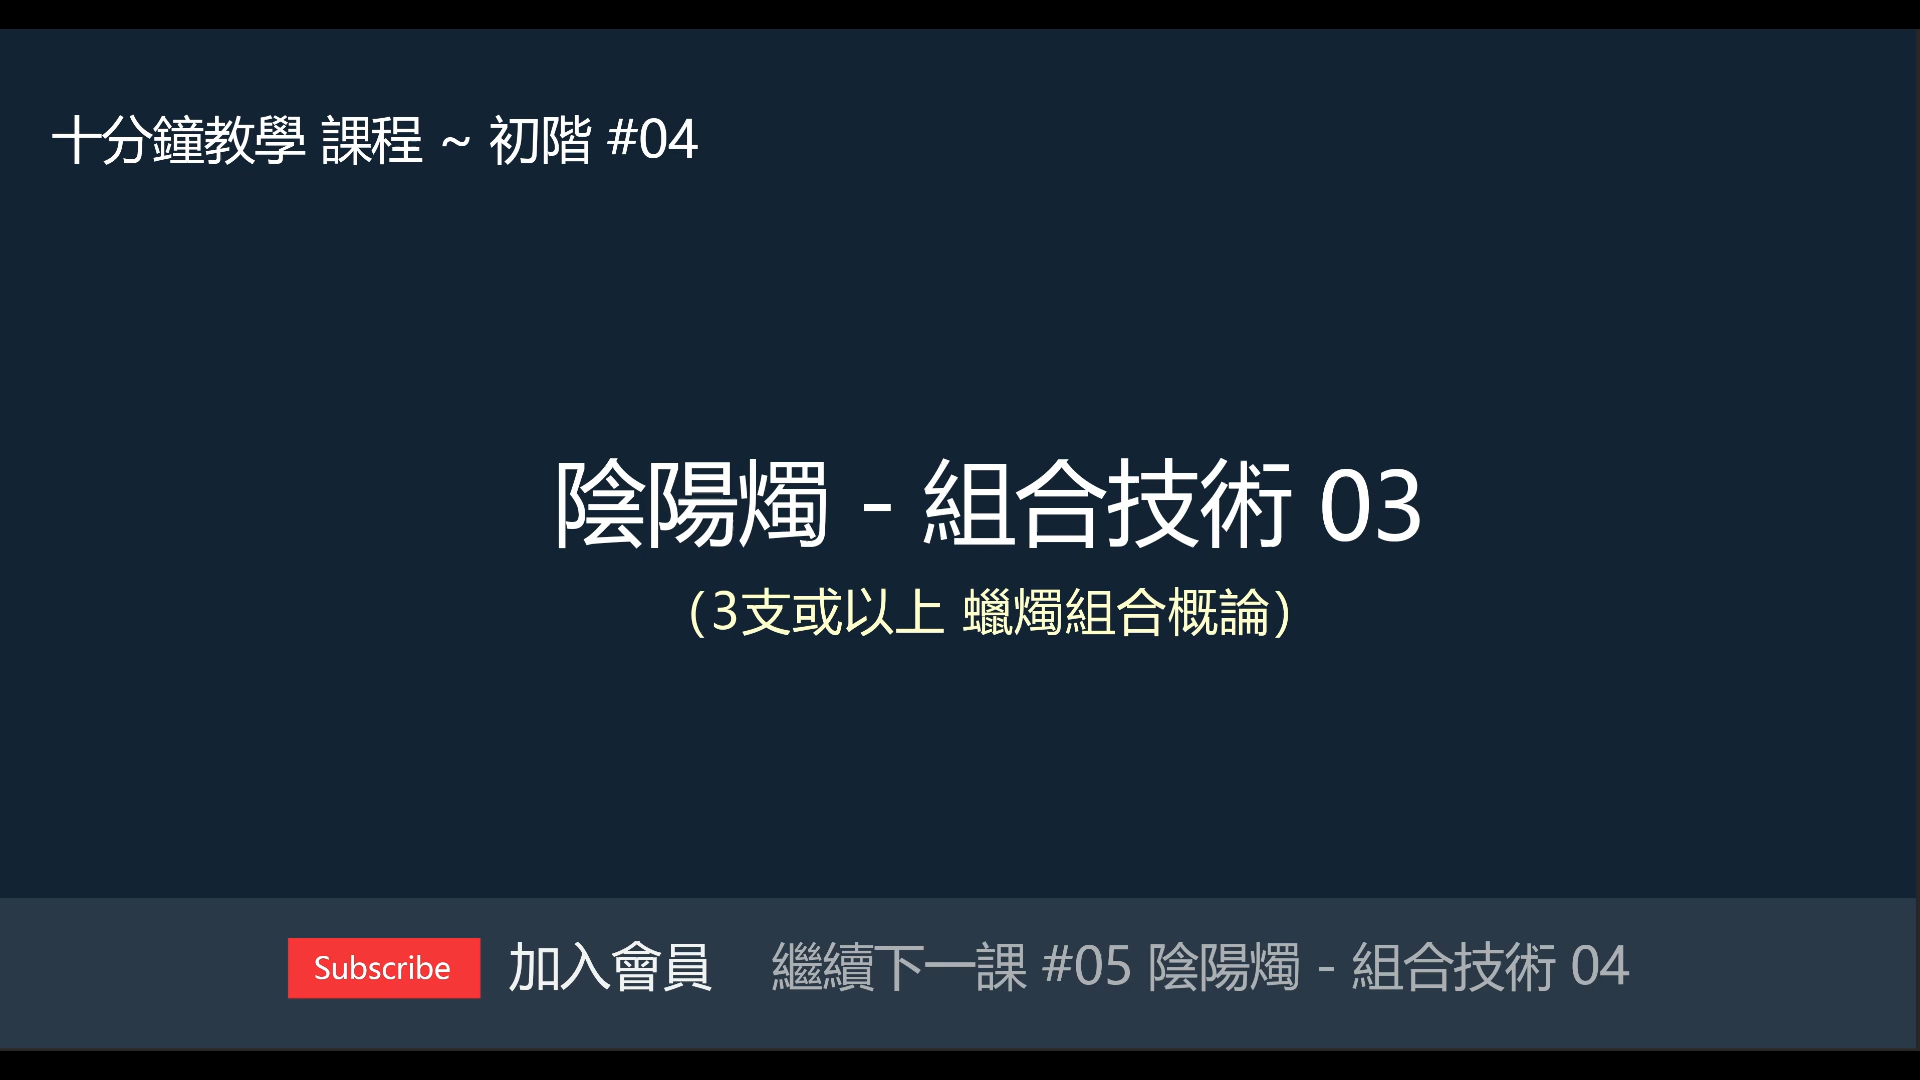 十分鐘教學 課程 ~ 初階 #04
陰陽燭 - 組合技術 03
(3支或以上 蠟燭組合概論)
Subscribe 加入會員 繼續下一課 #05 陰陽燭 - 組合技術 04